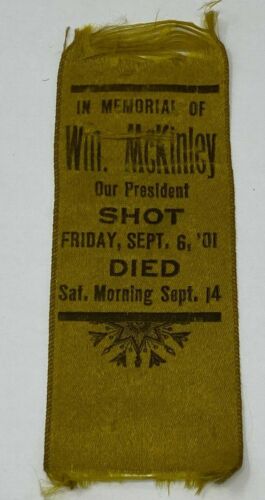 IN MEMORIAL OF
Wm. McKinley
Our President
SHOT
FRIDAY, SEPT. 6, '01
DIED
Sat. Morning Sept. 14